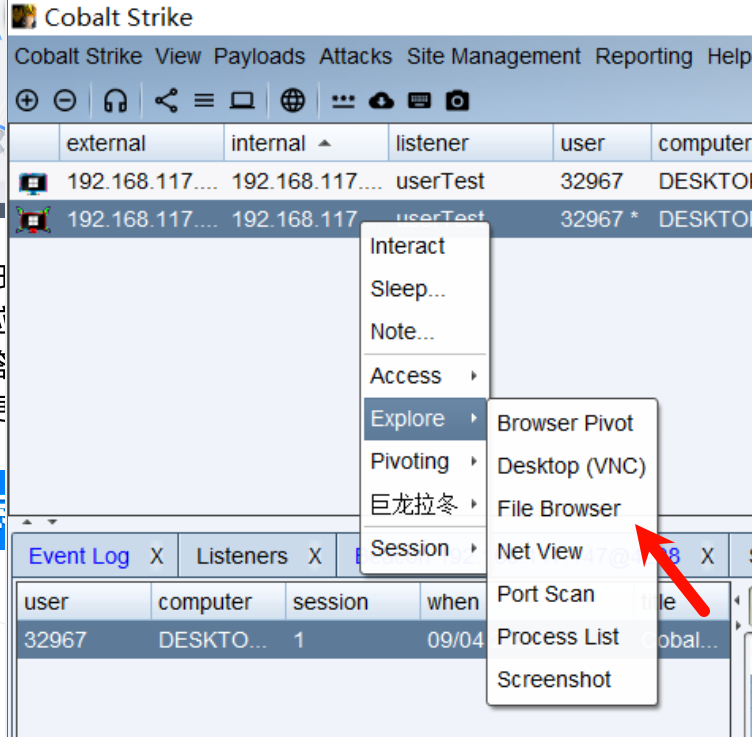 Cobalt Strike
Cobalt Strike View Payloads Attacks Site Management Reporting Help
external internal listener user computer
192.168.117.... 192.168.117.... userTest 32967 DESKTO
192.168.117.... 192.168.117 userTest 32967 * DESKTO
Interact
Sleep...
Note...
Access
Explore
Pivoting
巨龙拉冬
Session
Browser Pivot
Desktop (VNC)
File Browser
Net View
Port Scan
Process List
Screenshot
Event Log X Listeners X X
user computer session when title
32967 DESKTO... 1 09/04 Cobal...